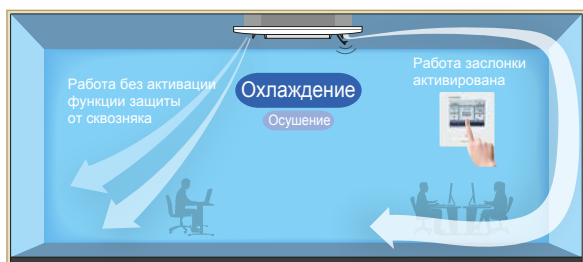 Работа без активации
функции защиты
от сквозняка
Охлаждение
Осушение
Работа заслонки
активирована